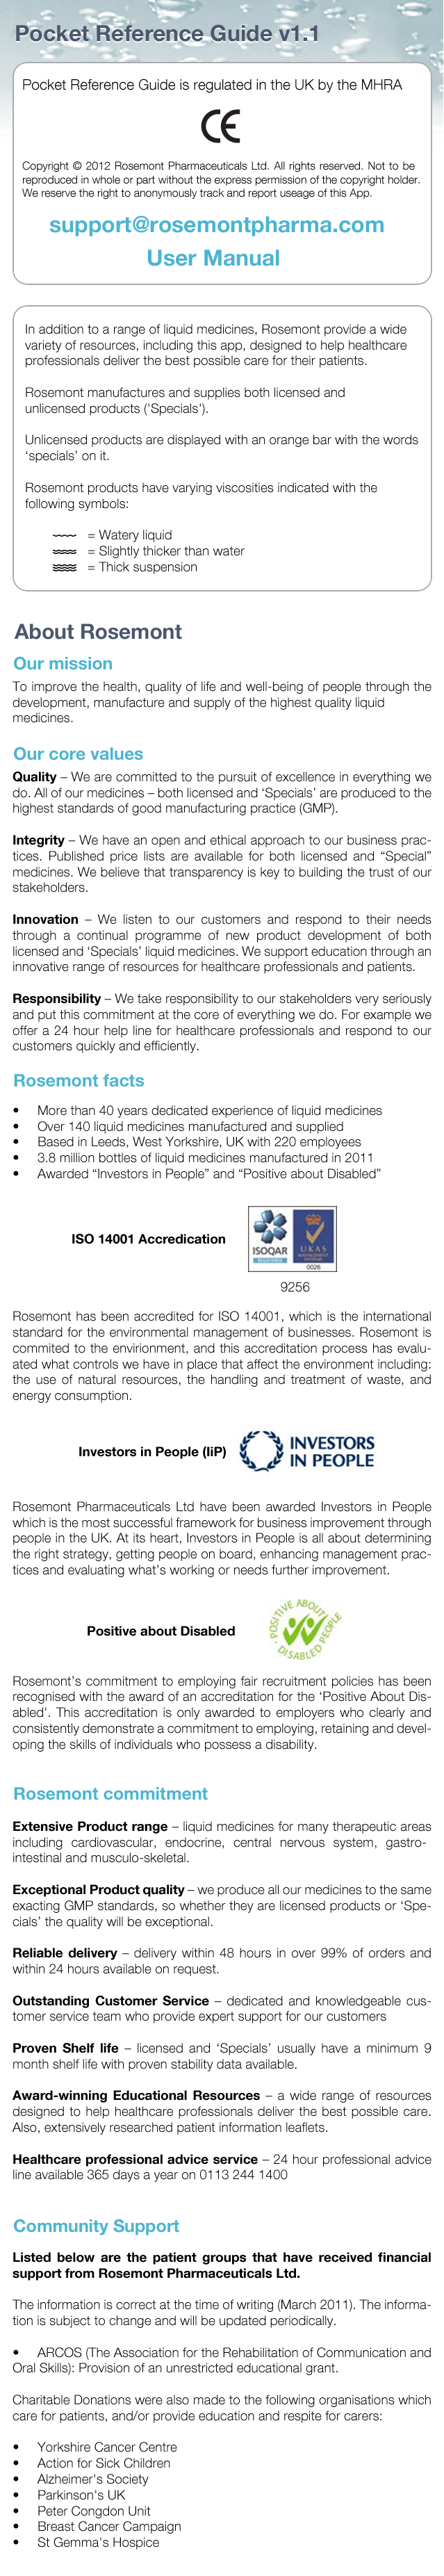 Pocket Reference Guide v1.1
Pocket Reference Guide is regulated in the UK by the MHRA
CE
Copyright © 2012 Rosemont Pharmaceuticals Ltd. All rights reserved. Not to be
reproduced in whole or part without the express permission of the copyright holder.
We reserve the right to anonymously track and report useage of this App.
support@rosemontpharma.com
User Manual
In addition to a range of liquid medicines, Rosemont provide a wide
variety of resources, including this app, designed to help healthcare
professionals deliver the best possible care for their patients.
Rosemont manufactures and supplies both licensed and
unlicensed products ('Specials').
Unlicensed products are displayed with an orange bar with the words
‘specials’ on it.
Rosemont products have varying viscosities indicated with the
following symbols:
= Watery liquid
= Slightly thicker than water
= Thick suspension
About Rosemont
Our mission
To improve the health, quality of life and well-being of people through the
development, manufacture and supply of the highest quality liquid
medicines.
Our core values
Quality – We are committed to the pursuit of excellence in everything we
do. All of our medicines – both licensed and ‘Specials’ are produced to the
highest standards of good manufacturing practice (GMP).
Integrity – We have an open and ethical approach to our business prac-
tices. Published price lists are available for both licensed and “Special”
medicines. We believe that transparency is key to building the trust of our
stakeholders.
Innovation – We listen to our customers and respond to their needs
through a continual programme of new product development of both
licensed and ‘Specials’ liquid medicines. We support education through an
innovative range of resources for healthcare professionals and patients.
Responsibility – We take responsibility to our stakeholders very seriously
and put this commitment at the core of everything we do. For example we
offer a 24 hour help line for healthcare professionals and respond to our
customers quickly and efficiently.
Rosemont facts
• More than 40 years dedicated experience of liquid medicines
• Over 140 liquid medicines manufactured and supplied
• Based in Leeds, West Yorkshire, UK with 220 employees
• 3.8 million bottles of liquid medicines manufactured in 2011
• Awarded “Investors in People” and “Positive about Disabled”
ISO 14001 Accredication
ISOQAR
REGISTERED
UKAS
MANAGEMENT
SYSTEMS
0026
9256
Rosemont has been accredited for ISO 14001, which is the international
standard for the environmental management of businesses. Rosemont is
commited to the envirionment, and this accreditation process has evalu-
ated what controls we have in place that affect the environment including:
the use of natural resources, the handling and treatment of waste, and
energy consumption.
Investors in People (IiP)
INVESTORS
IN PEOPLE
Rosemont Pharmaceuticals Ltd have been awarded Investors in People
which is the most successful framework for business improvement through
people in the UK. At its heart, Investors in People is all about determining
the right strategy, getting people on board, enhancing management prac-
tices and evaluating what's working or needs further improvement.
Positive about Disabled
POSITIVE ABOUT
DISABLED PEOPLE
Rosemont's commitment to employing fair recruitment policies has been
recognised with the award of an accreditation for the ‘Positive About Dis-
abled'. This accreditation is only awarded to employers who clearly and
consistently demonstrate a commitment to employing, retaining and devel-
oping the skills of individuals who possess a disability.
Rosemont commitment
Extensive Product range – liquid medicines for many therapeutic areas
including cardiovascular, endocrine, central nervous system, gastro-
intestinal and musculo-skeletal.
Exceptional Product quality – we produce all our medicines to the same
exacting GMP standards, so whether they are licensed products or ‘Spe-
cials’ the quality will be exceptional.
Reliable delivery – delivery within 48 hours in over 99% of orders and
within 24 hours available on request.
Outstanding Customer Service – dedicated and knowledgeable cus-
tomer service team who provide expert support for our customers
Proven Shelf life – licensed and ‘Specials’ usually have a minimum 9
month shelf life with proven stability data available.
Award-winning Educational Resources – a wide range of resources
designed to help healthcare professionals deliver the best possible care.
Also, extensively researched patient information leaflets.
Healthcare professional advice service – 24 hour professional advice
line available 365 days a year on 0113 244 1400
Community Support
Listed below are the patient groups that have received financial
support from Rosemont Pharmaceuticals Ltd.
The information is correct at the time of writing (March 2011). The informa-
tion is subject to change and will be updated periodically.
• ARCOS (The Association for the Rehabilitation of Communication and
Oral Skills): Provision of an unrestricted educational grant.
Charitable Donations were also made to the following organisations which
care for patients, and/or provide education and respite for carers:
• Yorkshire Cancer Centre
• Action for Sick Children
• Alzheimer's Society
• Parkinson's UK
• Peter Congdon Unit
• Breast Cancer Campaign
• St Gemma's Hospice